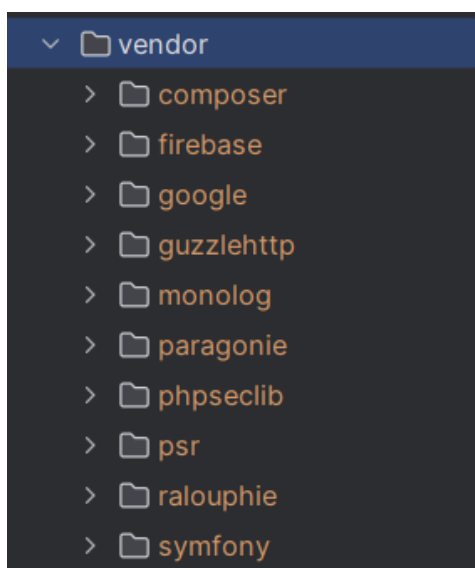 vendor
composer
firebase
google
guzzlehttp
monolog
paragonie
phpseclib
psr
ralouphie
symfony